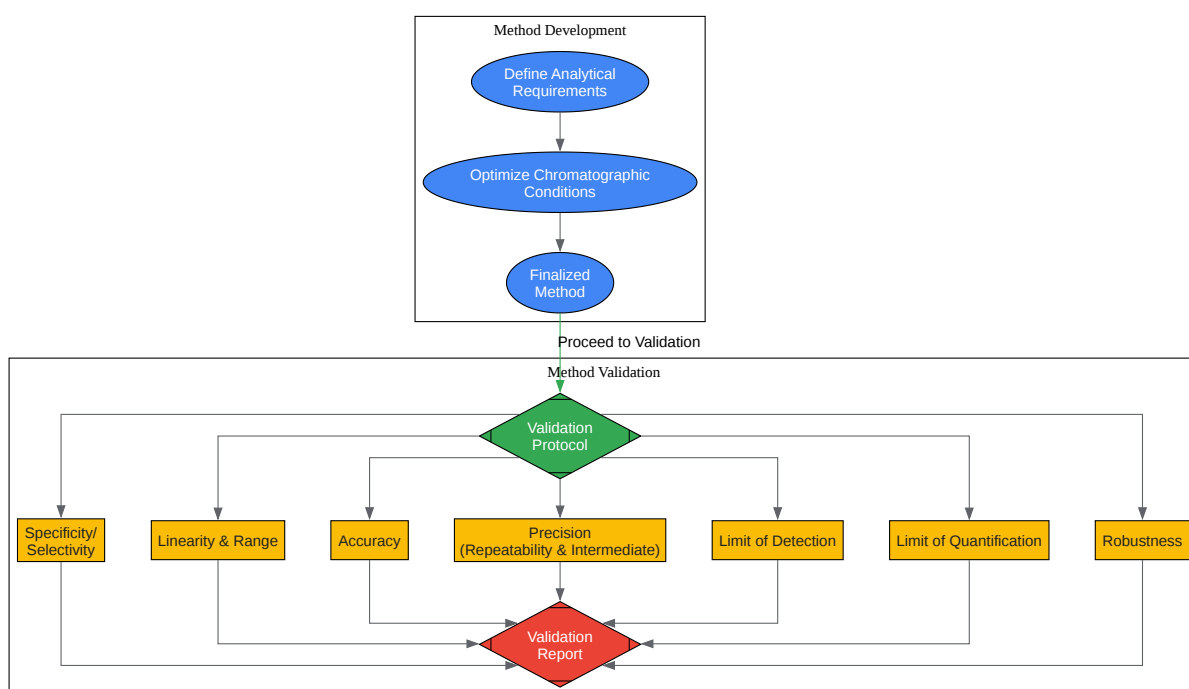 Method Development
Define Analytical
Requirements
Optimize Chromatographic
Conditions
Finalized
Method
Proceed to Validation
Method Validation
Validation
Protocol
Specificity/
Selectivity
Linearity & Range
Accuracy
Precision
(Repeatability & Intermediate)
Limit of Detection
Limit of Quantification
Robustness
Validation
Report